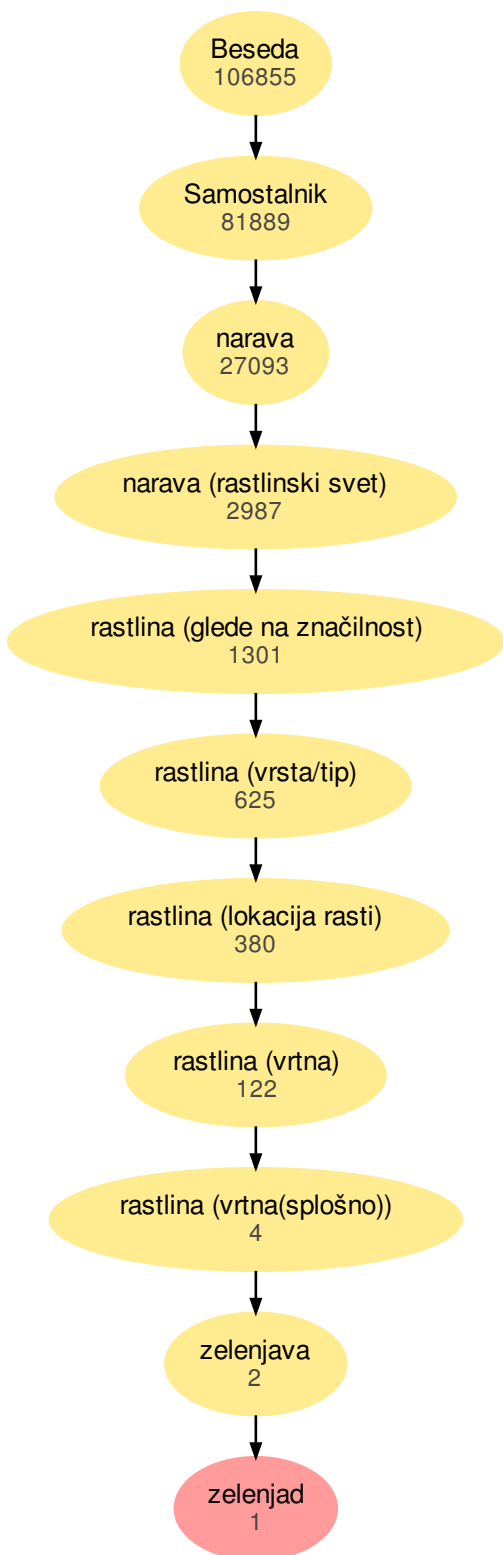 Beseda
106855
Samostalnik
81889
narava
27093
narava (rastlinski svet)
2987
rastlina (glede na značilnost)
1301
rastlina (vrsta/tip)
625
rastlina (lokacija rasti)
380
rastlina (vrtna)
122
rastlina (vrtna(splošno))
4
zelenjava
2
zelenjad
1